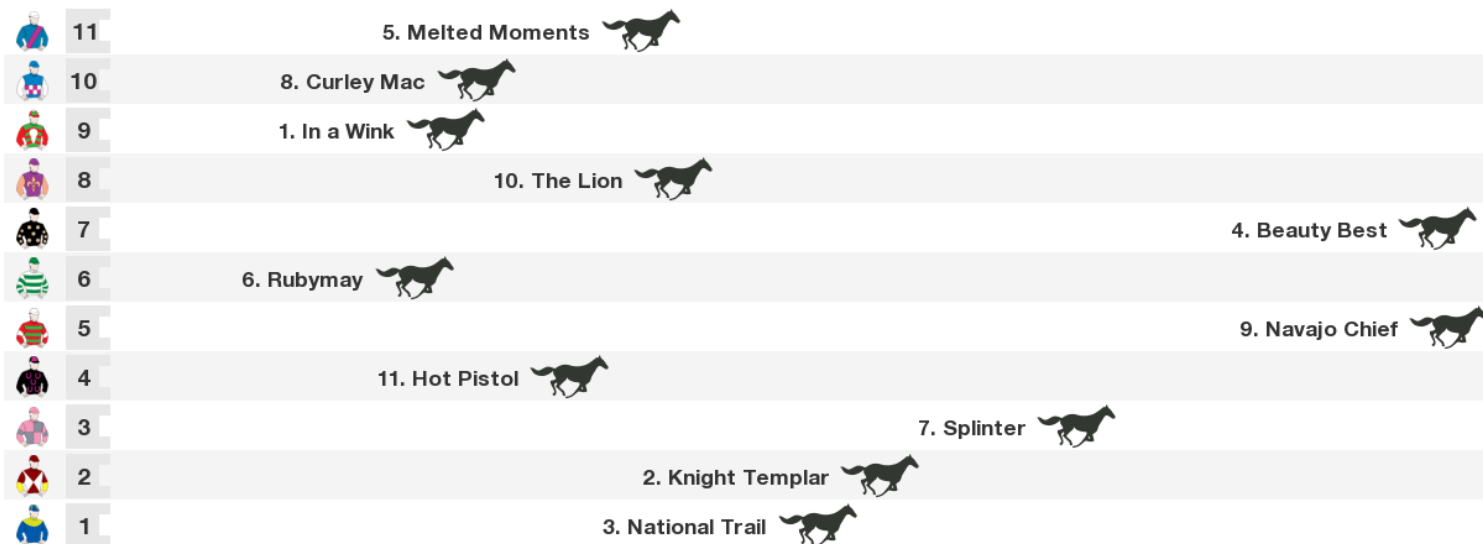 11 5. Melted Moments
10 8. Curley Mac
9 1. In a Wink
8 10. The Lion
7 4. Beauty Best
6 6. Rubymay
5 9. Navajo Chief
4 11. Hot Pistol
3 7. Splinter
2 2. Knight Templar
1 3. National Trail